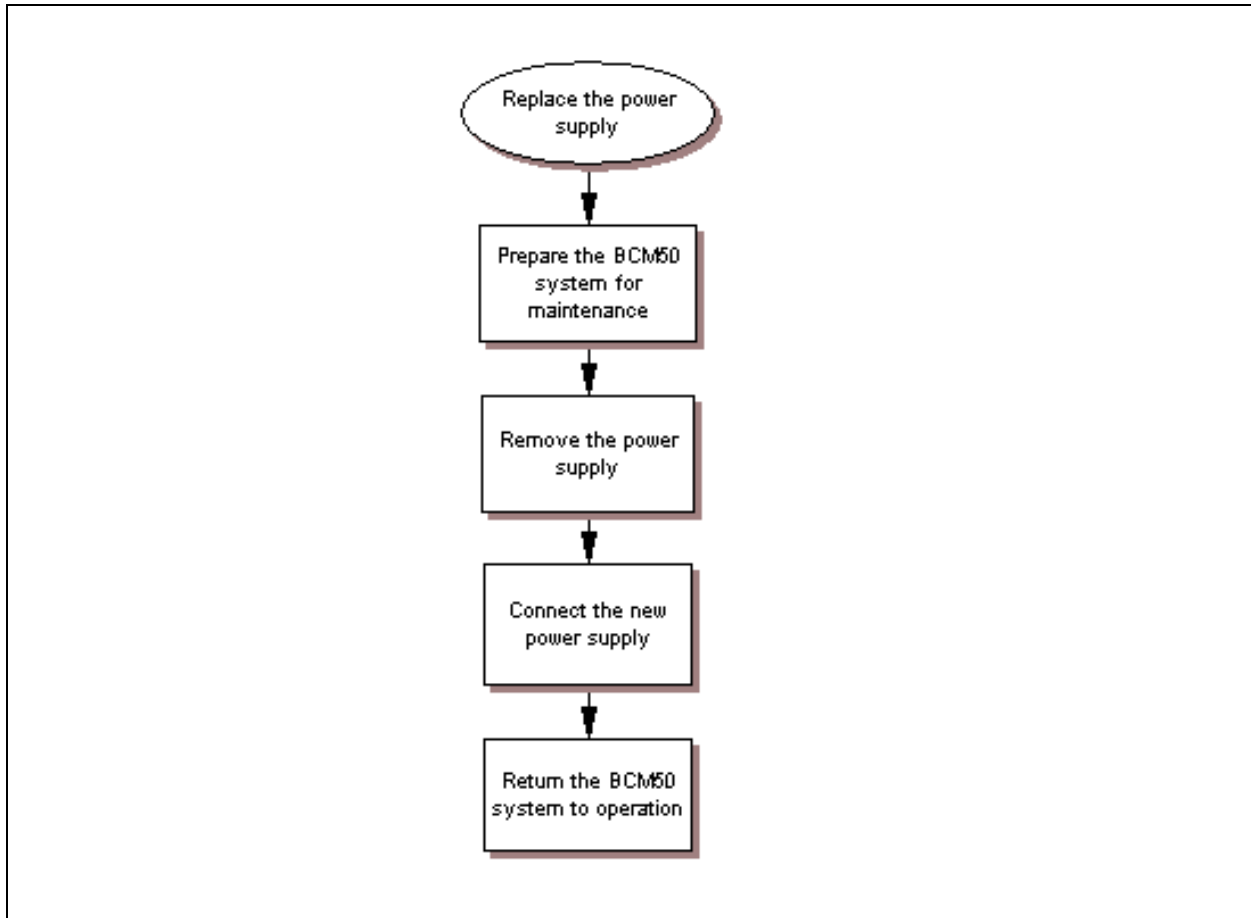 Replace the power
supply
Prepare the BCM50
system for
maintenance
Remove the power
supply
Connect the new
power supply
Return the BCM50
system to operation